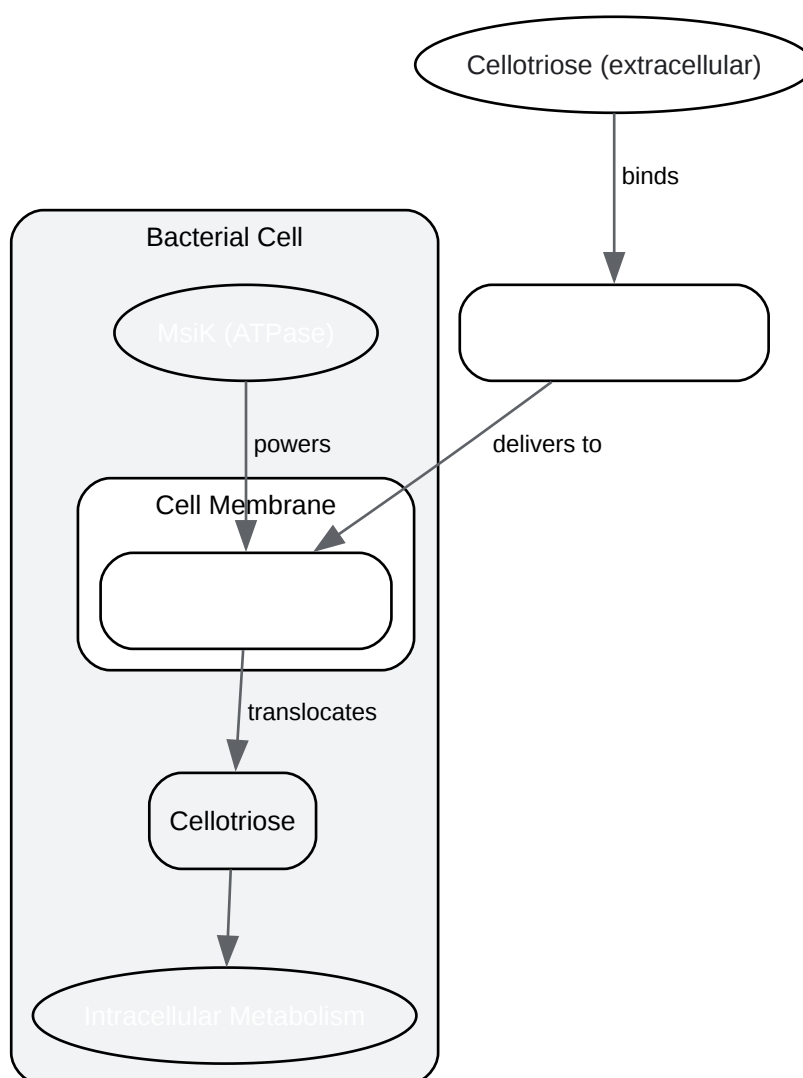 Cellotriose (extracellular)
binds
Bacterial Cell
MsiK (ATPase)
powers
delivers to
Cell Membrane
translocates
Cellotriose
Intracellular Metabolism